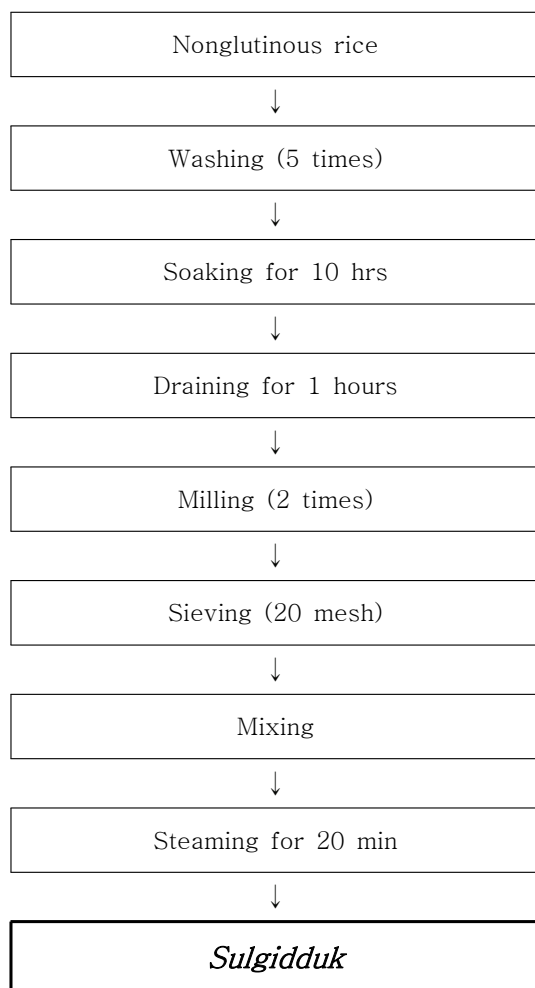 Nonglutinous rice
↓
Washing (5 times)
↓
Soaking for 10 hrs
↓
Draining for 1 hours
↓
Milling (2 times)
↓
Sieving (20 mesh)
↓
Mixing
↓
Steaming for 20 min
↓
Sulgidduk